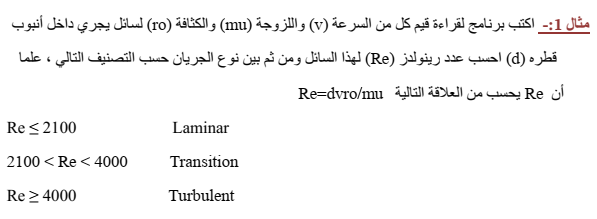 مثال 1:- اكتب برنامج لقراءة قيم كل من السرعة (v) واللزوجة (mu) والكثافة (ro) لسائل يجري داخل أنبوب
قطره (d) احسب عدد رينولدز (Re) لهذا السائل ومن ثم بين نوع الجريان حسب التصنيف التالي ، علما
أن Re يحسب من العلاقة التالية Re=dvro/mu
Re ≤ 2100 Laminar
2100 < Re < 4000 Transition
Re ≥ 4000 Turbulent